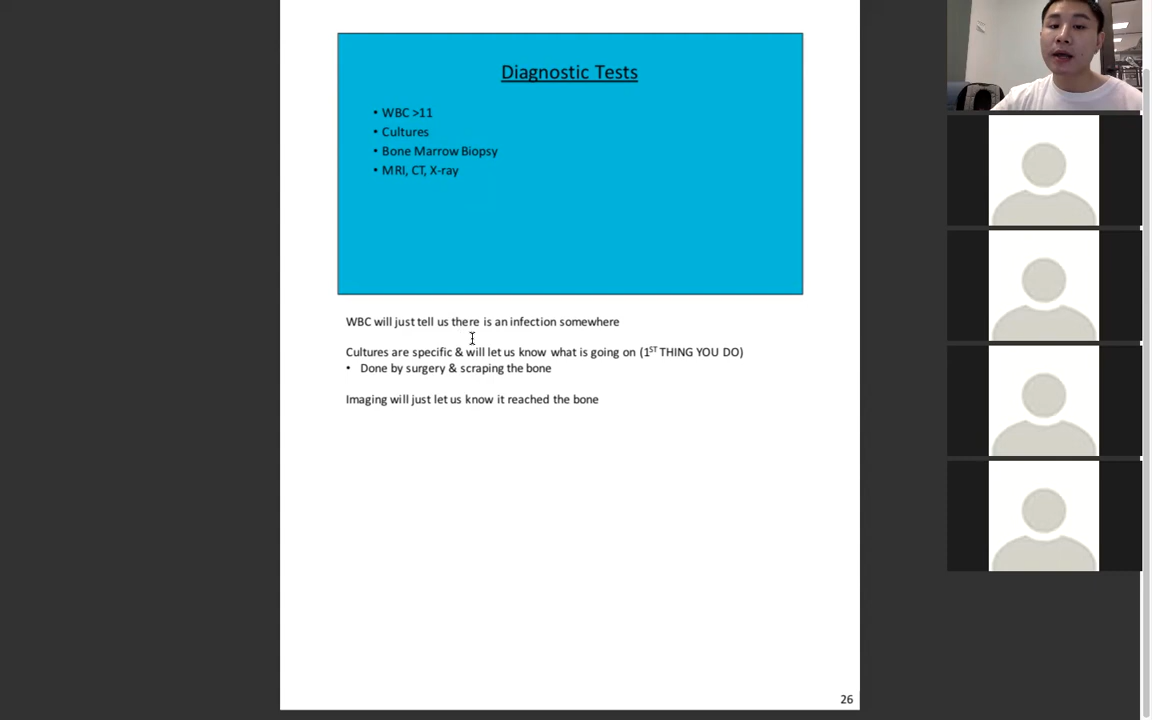 Diagnostic Tests
• WBC >11
• Cultures
• Bone Marrow Biopsy
• MRI, CT, X-ray
WBC will just tell us there is an infection somewhere
Cultures are specific & will let us know what is going on (1ST THING YOU DO)
• Done by surgery & scraping the bone
Imaging will just let us know it reached the bone
26